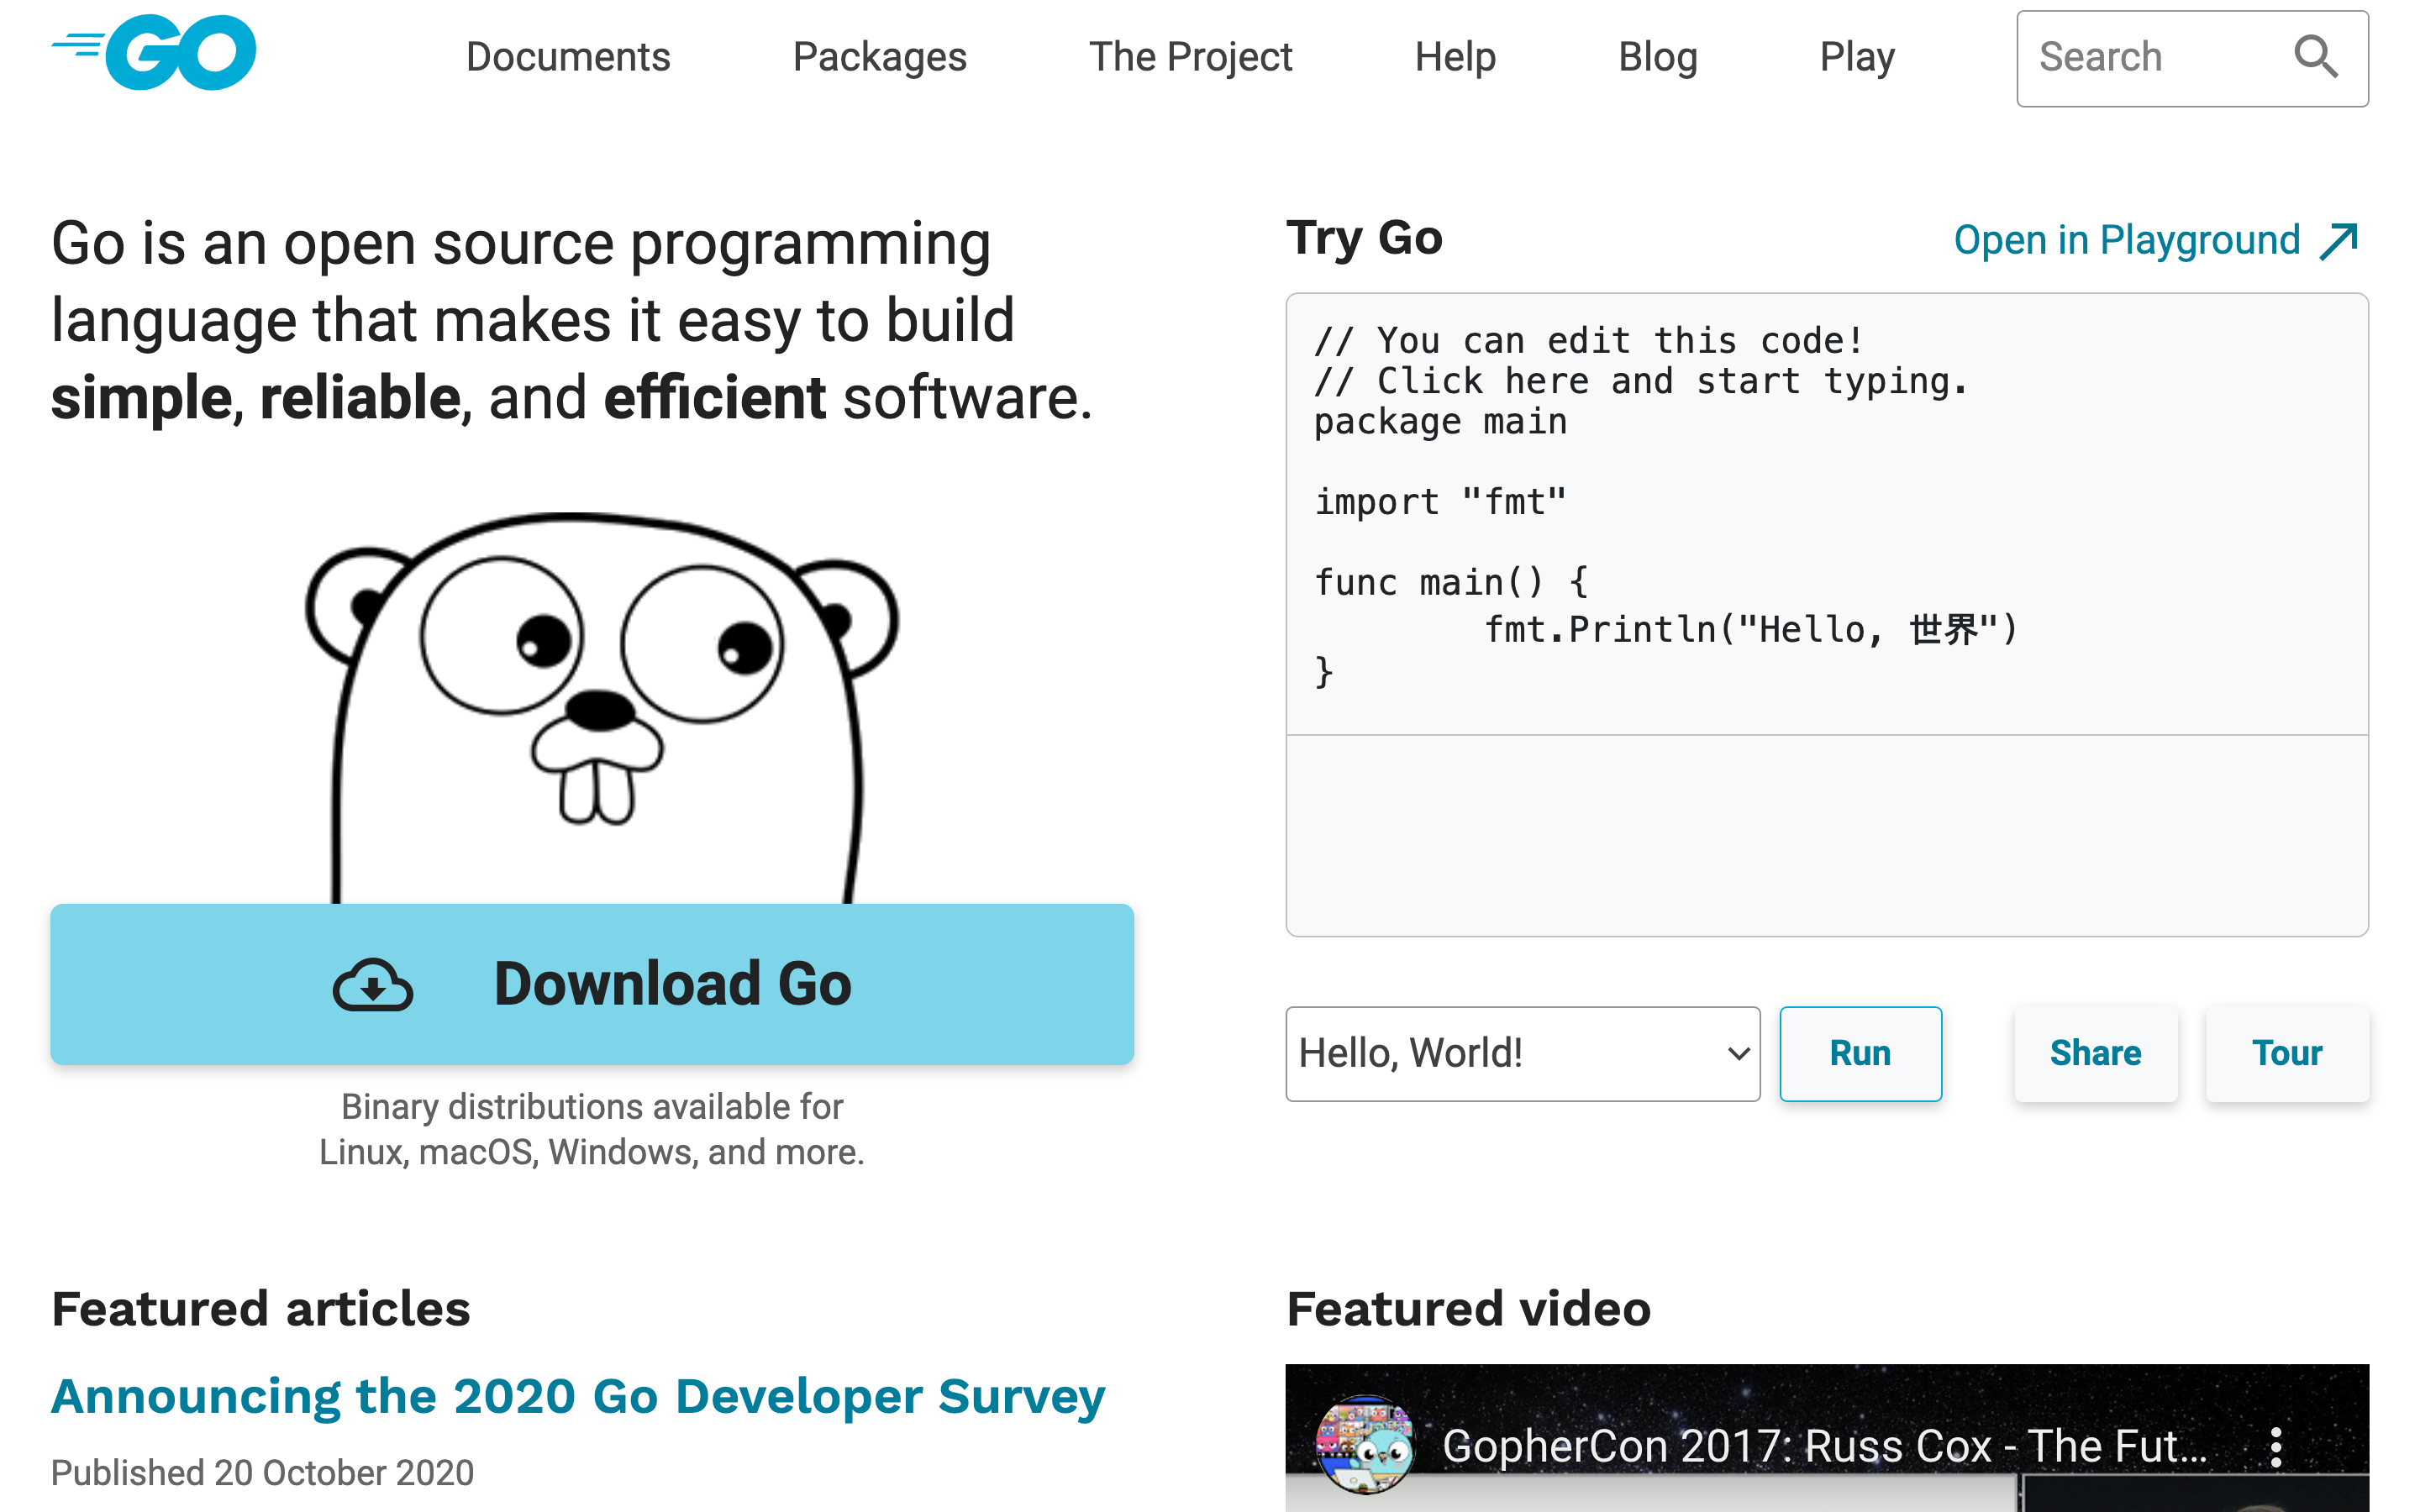 GO
Documents
Packages
The Project
Help
Blog
Play
Search
Go is an open source programming
language that makes it easy to build
simple, reliable, and efficient software.
Download Go
Binary distributions available for
Linux, macOS, Windows, and more.
Try Go
Open in Playground
// You can edit this code!
// Click here and start typing.
package main
import "fmt"
func main() {
	fmt.Println("Hello, 世界")
}
Hello, World!
Run
Share
Tour
Featured articles
Announcing the 2020 Go Developer Survey
Published 20 October 2020
Featured video
GopherCon 2017: Russ Cox - The Fut...